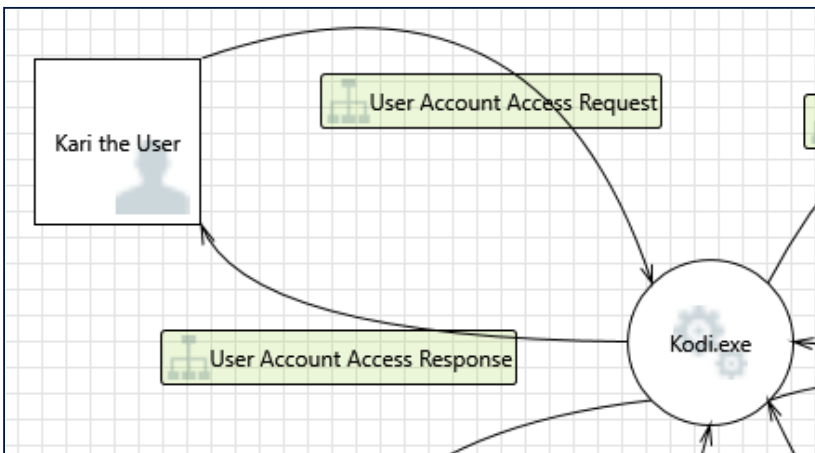 User Account Access Request
Kari the User
Kodi.exe
User Account Access Response